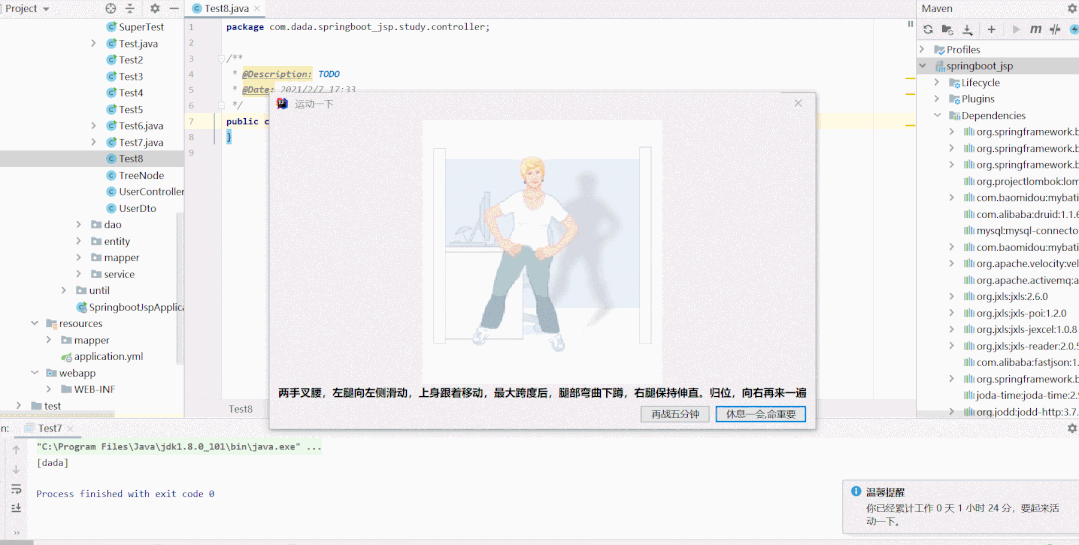 Project
SuperTest
Test.java
Test2
Test3
Test4
Test5
Test6.java
Test7.java
Test8
TreeNode
UserController
UserDto
dao
entity
mapper
service
until
SpringbootJspApplica
resources
mapper
application.yml
webapp
WEB-INF
test
Test8.java
1 package com.dada.springboot_jsp.study.controller;
2
3 /**
4 * @Description: TODO
5 * @Date: 2021/2/7 17:33
6 */
7 public c
8 }
9
Test8
运动一下
两手叉腰，左腿向左侧滑动，上身跟着移动，最大跨度后，腿部弯曲下蹲，右腿保持伸直。归位，向右再来一遍
再战五分钟
休息一会,命重要
Maven
Profiles
springboot_jsp
Lifecycle
Plugins
Dependencies
org.springframework.b
org.springframework.b
org.springframework.b
org.projectlombok:lom
com.baomidou:mybati
com.alibaba:druid:1.1.6
mysql:mysql-connecto
com.baomidou:mybati
org.apache.velocity:vel
org.apache.activemq:a
org.jxls:jxls:2.6.0
org.jxls:jxls-poi:1.2.0
org.jxls:jxls-jexcel:1.0.8
org.jxls:jxls-reader:2.0.5
com.alibaba:fastjson:1.
joda-time:joda-time:2.9
org.jodd:jodd-http:3.7.
n:
Test7
"C:\Program Files\Java\jdk1.8.0_101\bin\java.exe" ...
[dada]
Process finished with exit code 0
温馨提醒
你已经累计工作 0 天 1 小时 24 分，要起来活
动一下。